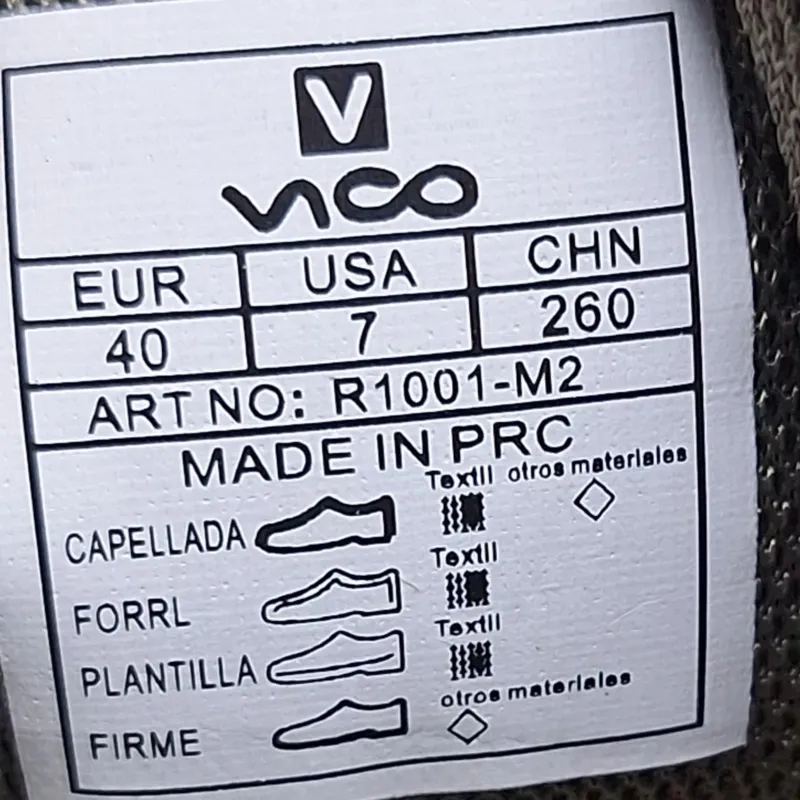 V
VICO
EUR USA CHN
40 7 260
ART NO: R1001-M2
MADE IN PRC
Textil otros materiales
CAPELLADA
Textil
FORRL
Textil
PLANTILLA
otros materiales
FIRME